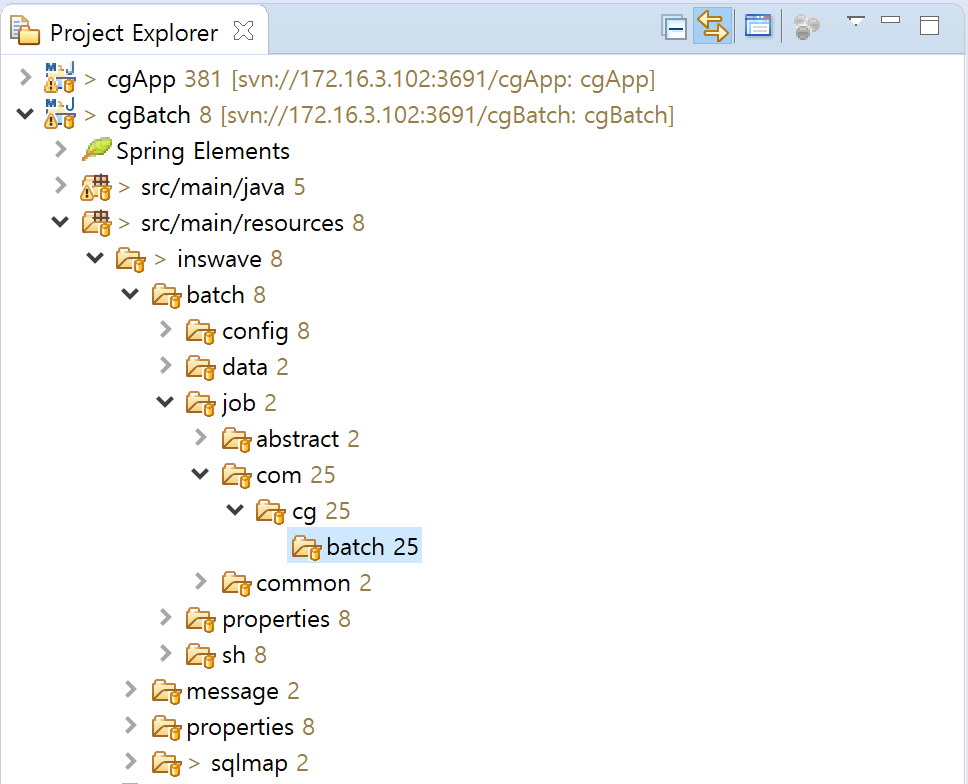 Project Explorer
> cgApp 381 [svn://172.16.3.102:3691/cgApp: cgApp]
> cgBatch 8 [svn://172.16.3.102:3691/cgBatch: cgBatch]
Spring Elements
> src/main/java 5
> src/main/resources 8
> inswave 8
batch 8
config 8
data 2
job 2
abstract 2
com 25
cg 25
batch 25
common 2
properties 8
sh 8
message 2
properties 8
> sqlmap 2